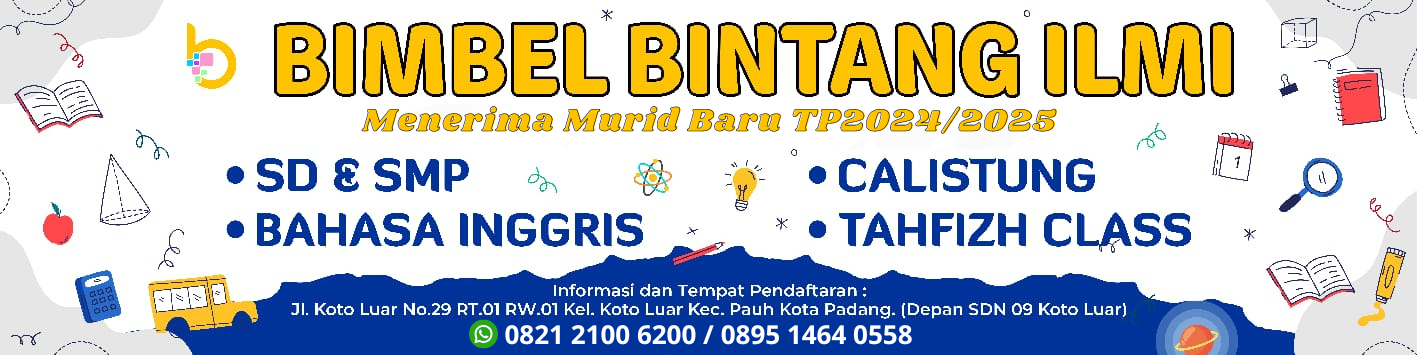 BIMBEL BINTANG ILMI
Menerima Murid Baru TP2024/2025
• SD & SMP
• BAHASA INGGRIS
• CALISTUNG
• TAHFIZH CLASS
1
Informasi dan Tempat Pendaftaran :
Jl. Koto Luar No.29 RT.01 RW.01 Kel. Koto Luar Kec. Pauh Kota Padang. (Depan SDN 09 Koto Luar)
0821 2100 6200 / 0895 1464 0558